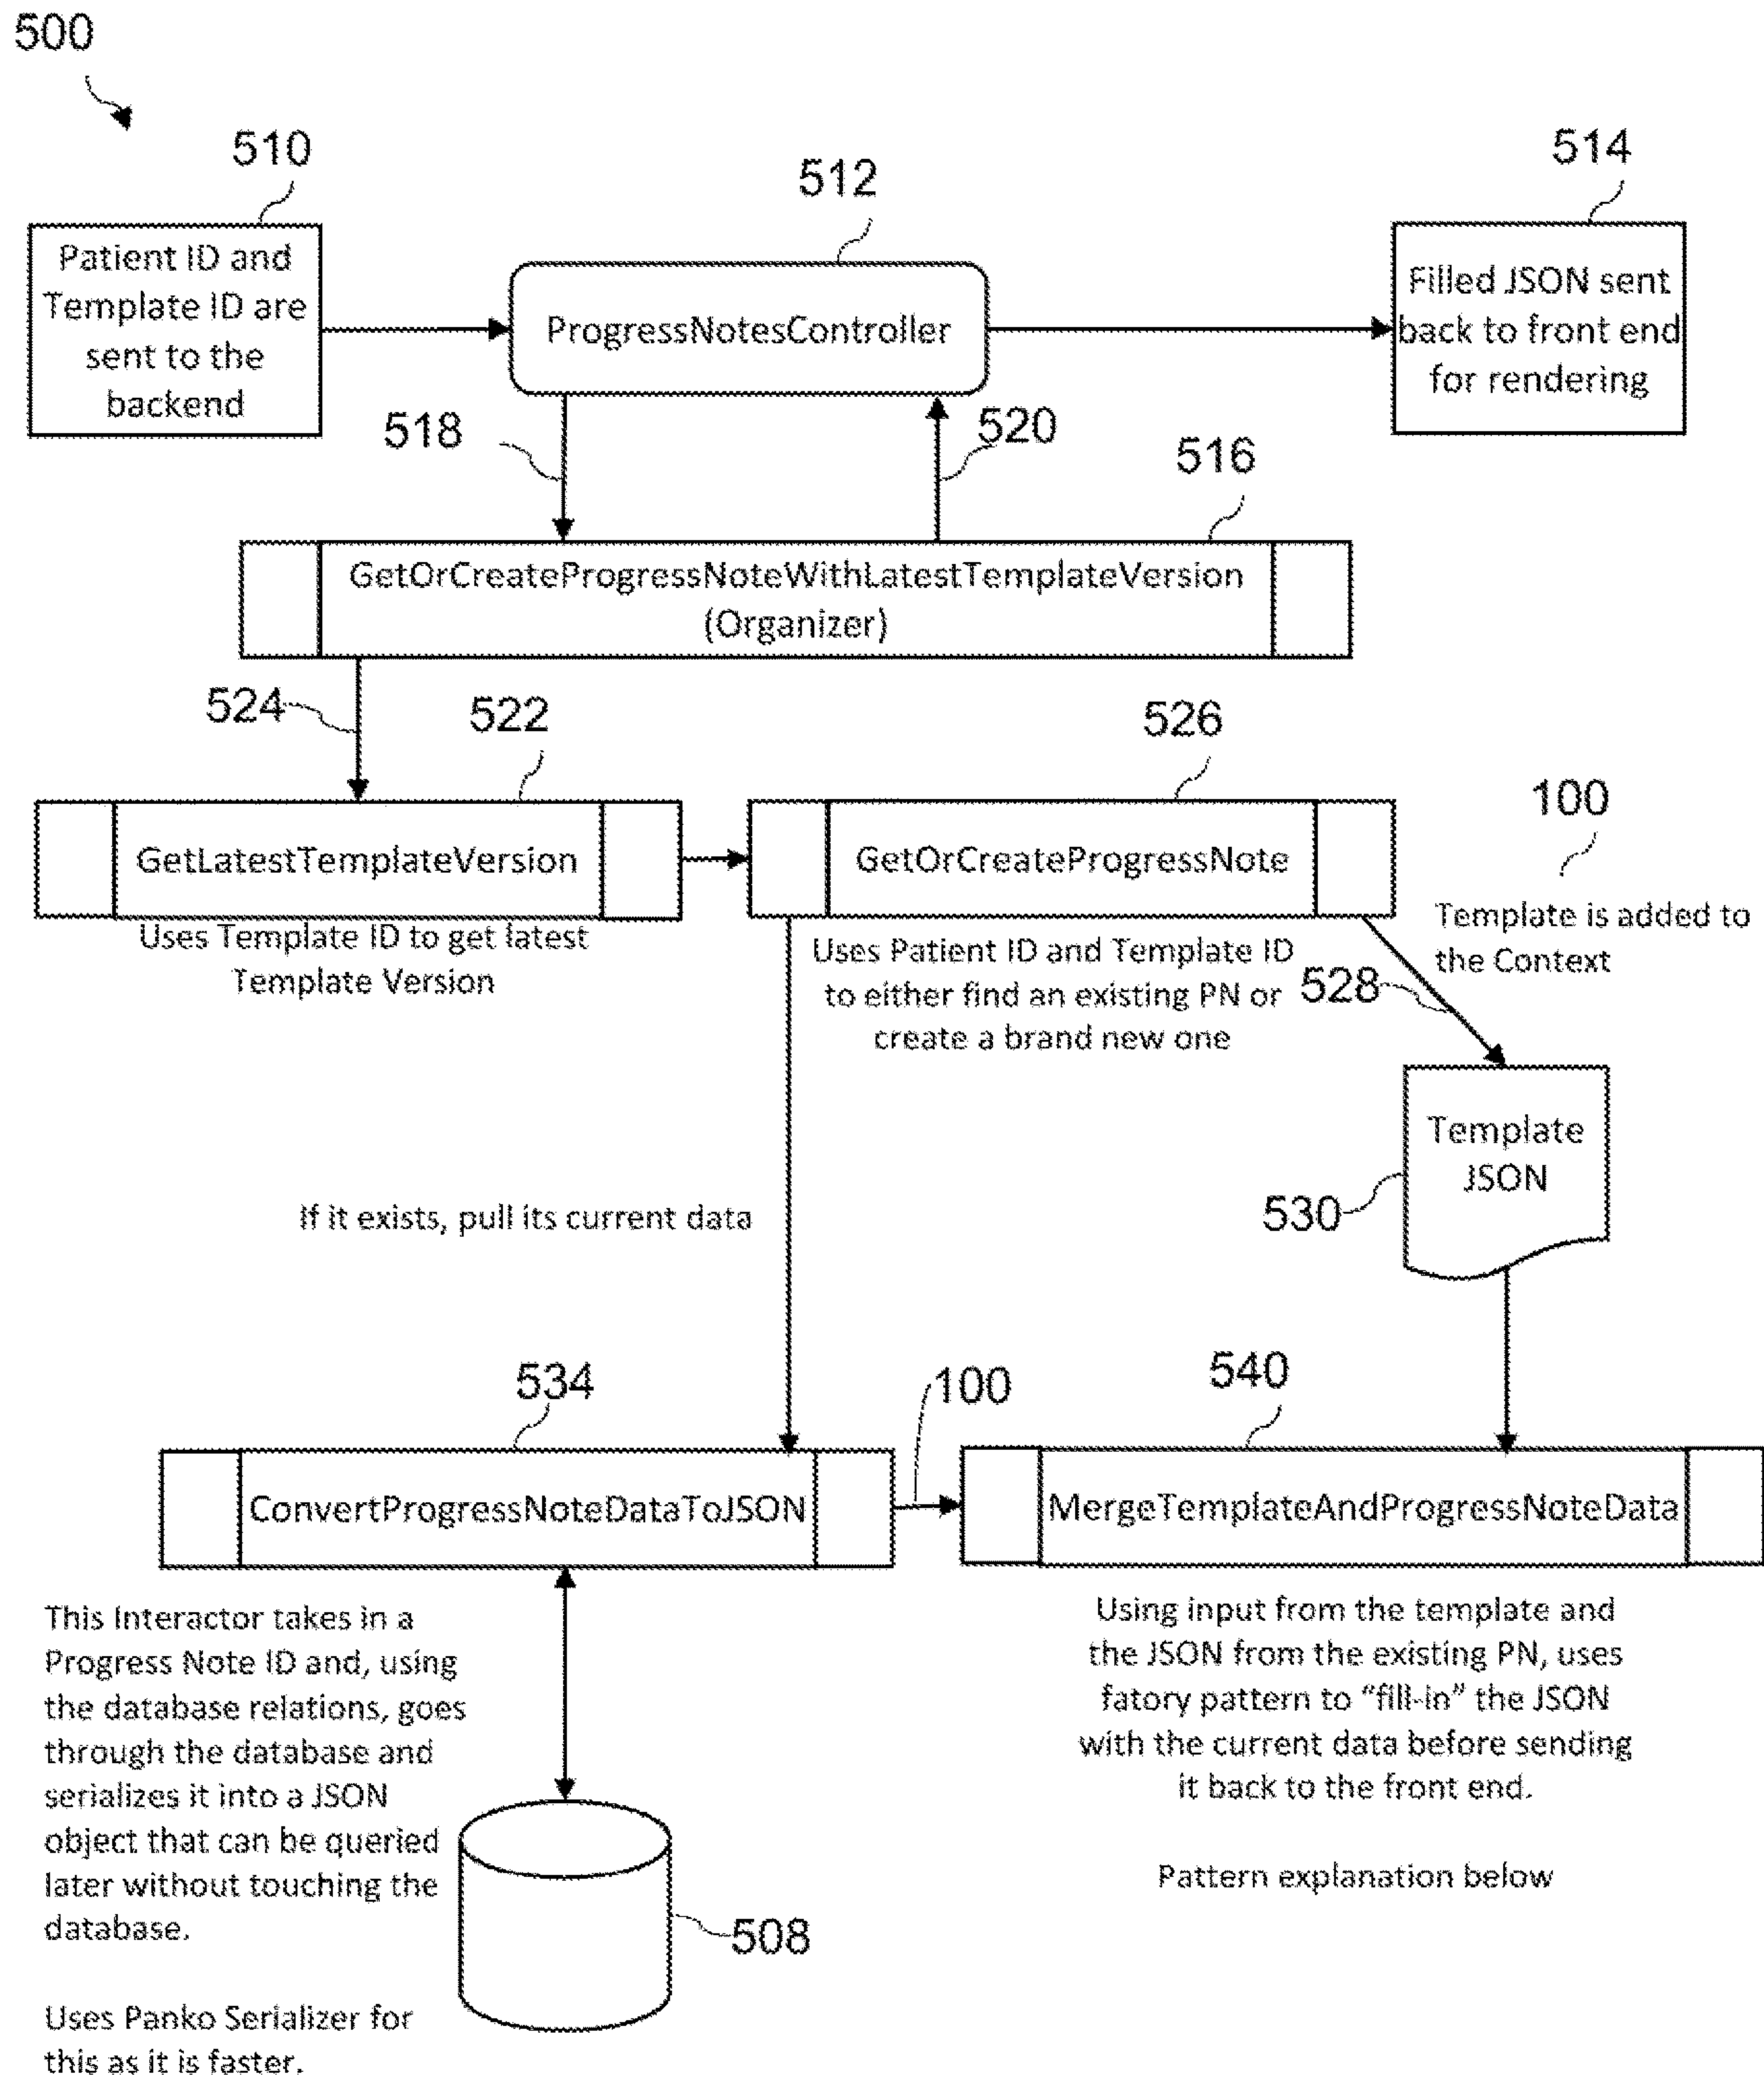 500
510
514
512
Patient ID and
Template ID are
sent to the
backend
ProgressNotesController
Filled JSON sent
back to front end
for rendering
518
520
516
GetOrCreateProgressNoteWithLatestTemplateVersion
(Organizer)
524
522
526
100
GetLatestTemplateVersion
GetOrCreateProgressNote
Uses Template ID to get latest
Template Version
Uses Patient ID and Template ID
to either find an existing PN or
create a brand new one
Template is added to
the Context
528
Template
JSON
530
If it exists, pull its current data
534
100
540
ConvertProgressNoteDataToJSON
MergeTemplateAndProgressNoteData
This Interactor takes in a
Progress Note ID and, using
the database relations, goes
through the database and
serializes it into a JSON
object that can be queried
later without touching the
database.
Uses Panko Serializer for
this as it is faster.
508
Using input from the template and
the JSON from the existing PN, uses
fatory pattern to “fill-in” the JSON
with the current data before sending
it back to the front end.
Pattern explanation below